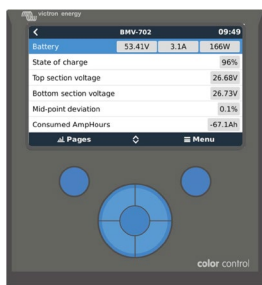 victron energy
BMV-702 09:49
Battery 53.41V 3.1A 166W
State of charge 96%
Top section voltage 26.68V
Bottom section voltage 26.73V
Mid-point deviation 0.1%
Consumed AmpHours -67.1Ah
Pages Menu
color control